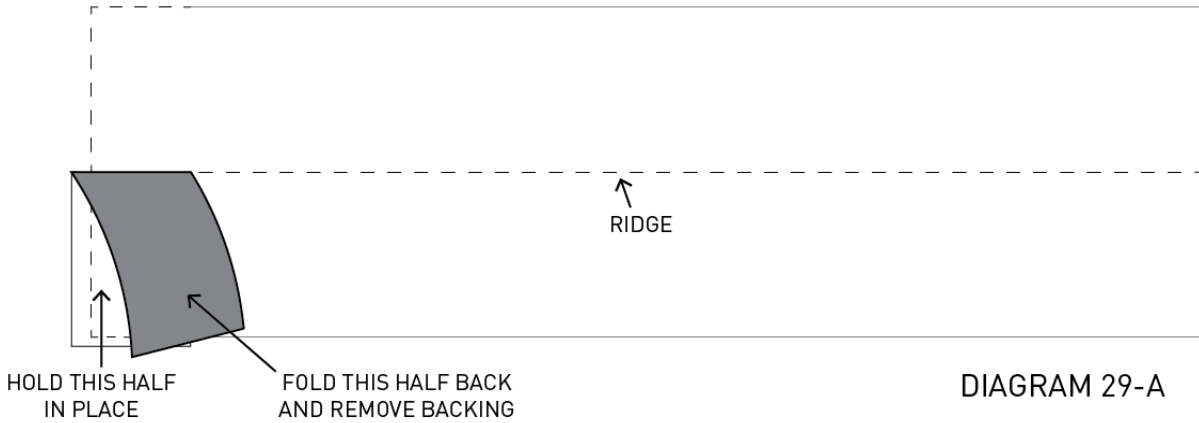 RIDGE
HOLD THIS HALF
IN PLACE
FOLD THIS HALF BACK
AND REMOVE BACKING
DIAGRAM 29-A